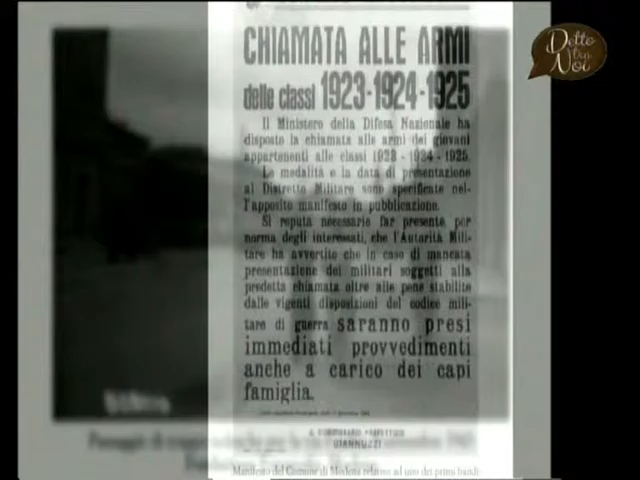 Detto
tra
Noi
CHIAMATA ALLE ARMI
delle classi 1923-1924-1925
Il Ministero della Difesa Nazionale ha
disposto la chiamata alle armi dei giovani
appartenenti alle classi 1923 - 1924 - 1925.
Le modalità e la data di presentazione
al Distretto Militare sono specificate nel-
l'apposito manifesto in pubblicazione.
Si reputa necessario far presente, per
norma degli interessati, che l'Autorità Mili-
tare ha avvertito che in caso di mancata
presentazione dei militari soggetti alla
predetta chiamata oltre alle pene stabilite
dalle vigenti disposizioni del codice mili-
tare di guerra saranno presi
immediati provvedimenti
anche a carico dei capi
famiglia.
IL COMMISSARIO PREFETTIZIO
GIANNUZZI
Manifesto del Comune di Modena relativo ad uno dei primi bandi